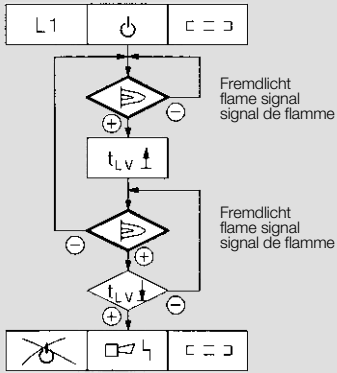 L1
Fremdlicht
flame signal
signal de flamme
+
−
tLV
Fremdlicht
flame signal
signal de flamme
−
+
tLV
−
+